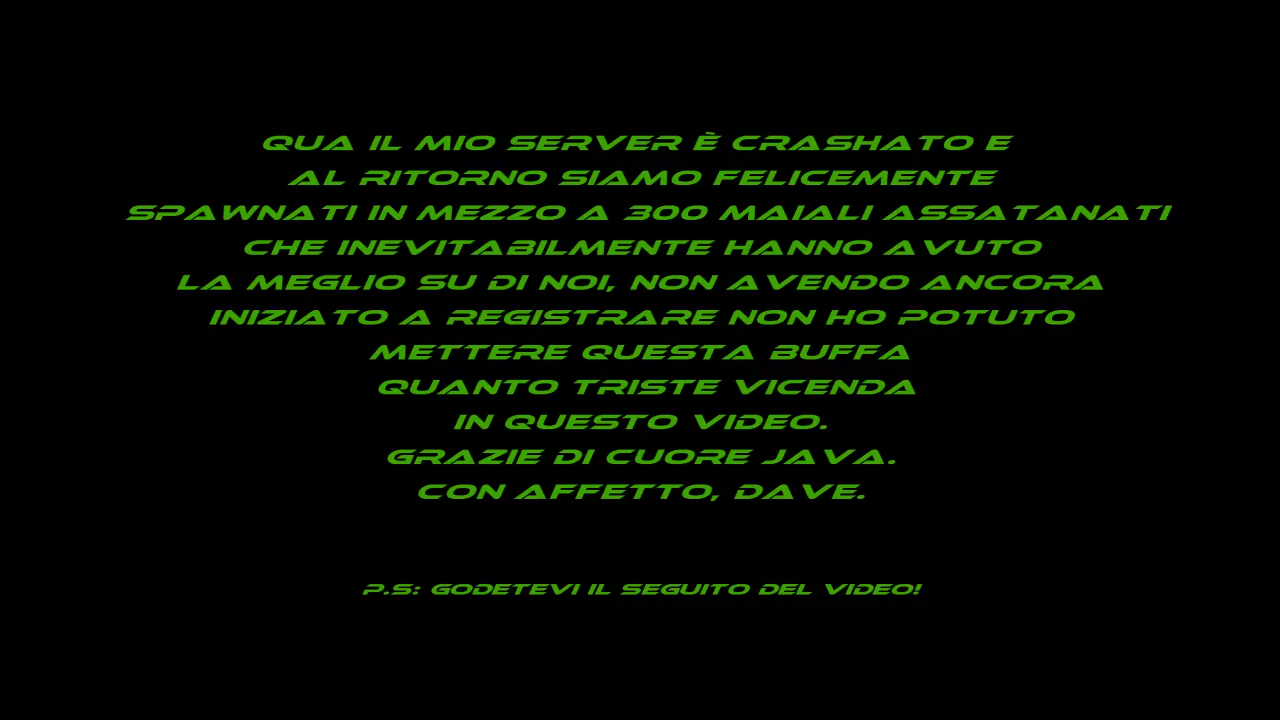 QUA IL MIO SERVER È CRASHATO E
AL RITORNO SIAMO FELICEMENTE
SPAWNATI IN MEZZO A 300 MAIALI ASSATANATI
CHE INEVITABILMENTE HANNO AVUTO
LA MEGLIO SU DI NOI, NON AVENDO ANCORA
INIZIATO A REGISTRARE NON HO POTUTO
METTERE QUESTA BUFFA
QUANTO TRISTE VICENDA
IN QUESTO VIDEO.
GRAZIE DI CUORE JAVA.
CON AFFETTO, DAVE.
P.S: GODETEVI IL SEGUITO DEL VIDEO!